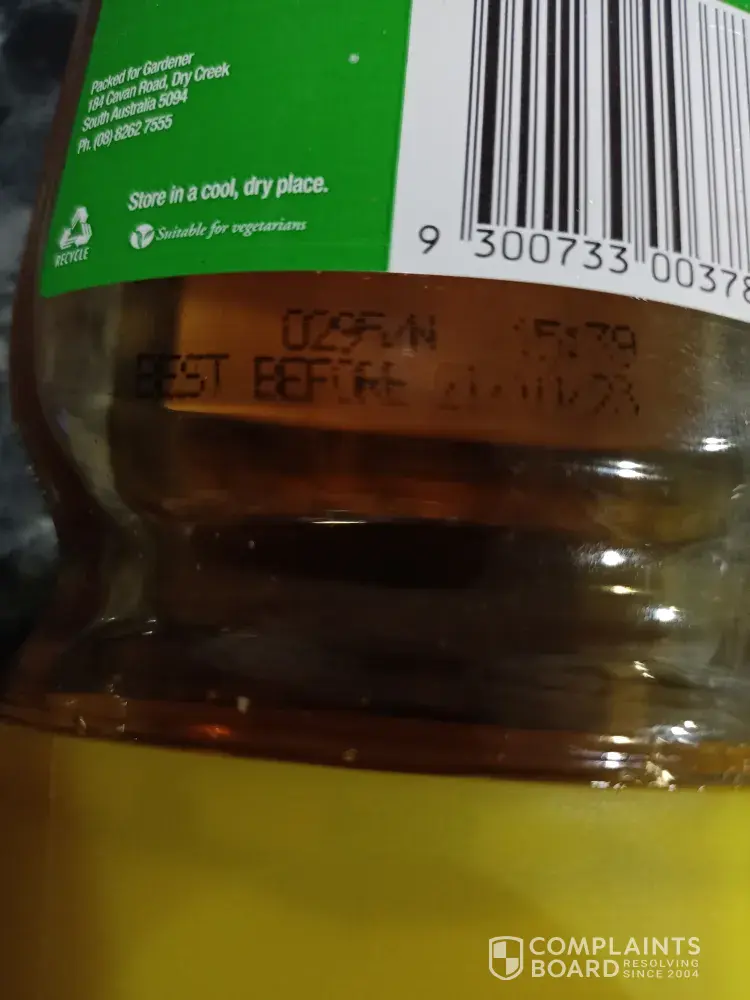 Packed for Gardener
184 Cavan Road, Dry Creek
South Australia 5094
Ph. (08) 8262 7555
Store in a cool, dry place.
Suitable for vegetarians
RECYCLE
9 300733 00378
BEST BEFORE
COMPLAINTS
BOARD RESOLVING
SINCE 2004